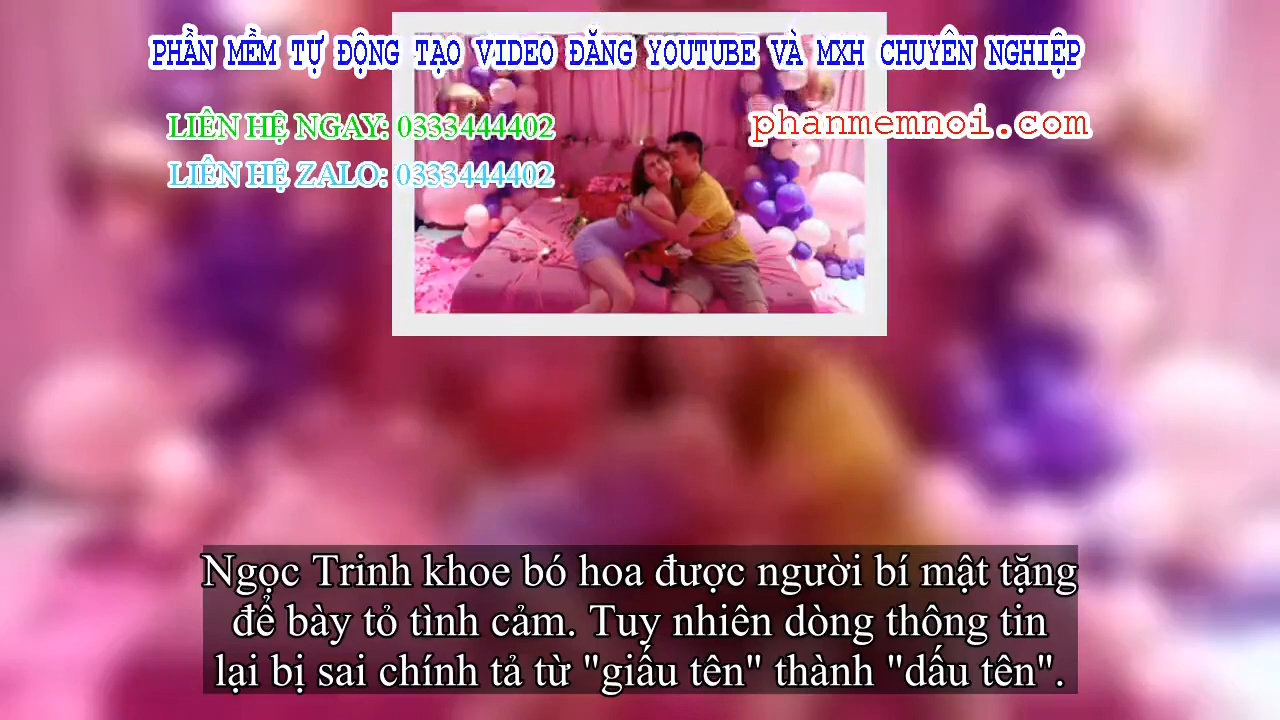 PHẦN MỀM TỰ ĐỘNG TẠO VIDEO ĐĂNG YOUTUBE VÀ MXH CHUYÊN NGHIỆP
LIÊN HỆ NGAY: 0333444402
phanmemnoi.com
LIÊN HỆ ZALO: 0333444402
Ngọc Trinh khoe bó hoa được người bí mật tặng
để bày tỏ tình cảm. Tuy nhiên dòng thông tin
lại bị sai chính tả từ "giấu tên" thành "dấu tên".